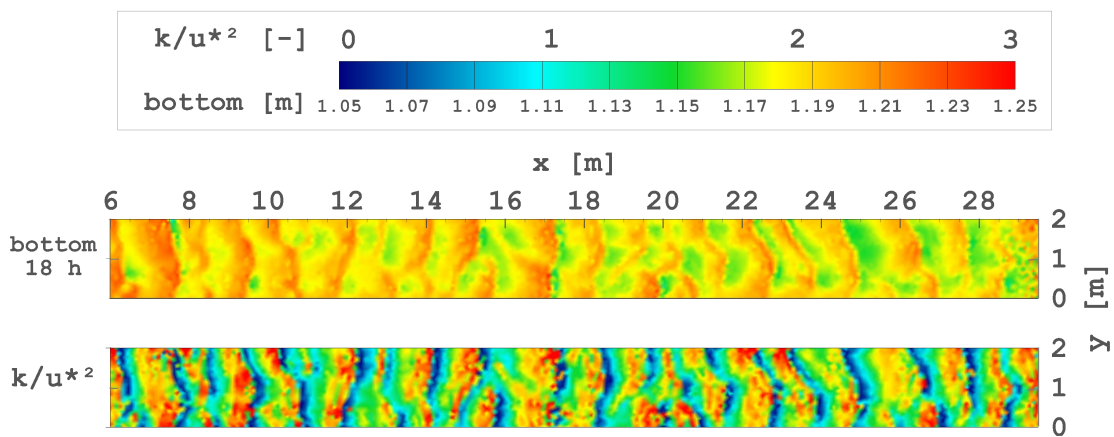 k/u*² [-] 0 1 2 3
bottom [m] 1.05 1.07 1.09 1.11 1.13 1.15 1.17 1.19 1.21 1.23 1.25
x [m]
6 8 10 12 14 16 18 20 22 24 26 28
bottom
18 h
2
1
0
y [m]
k/u*²
2
1
0